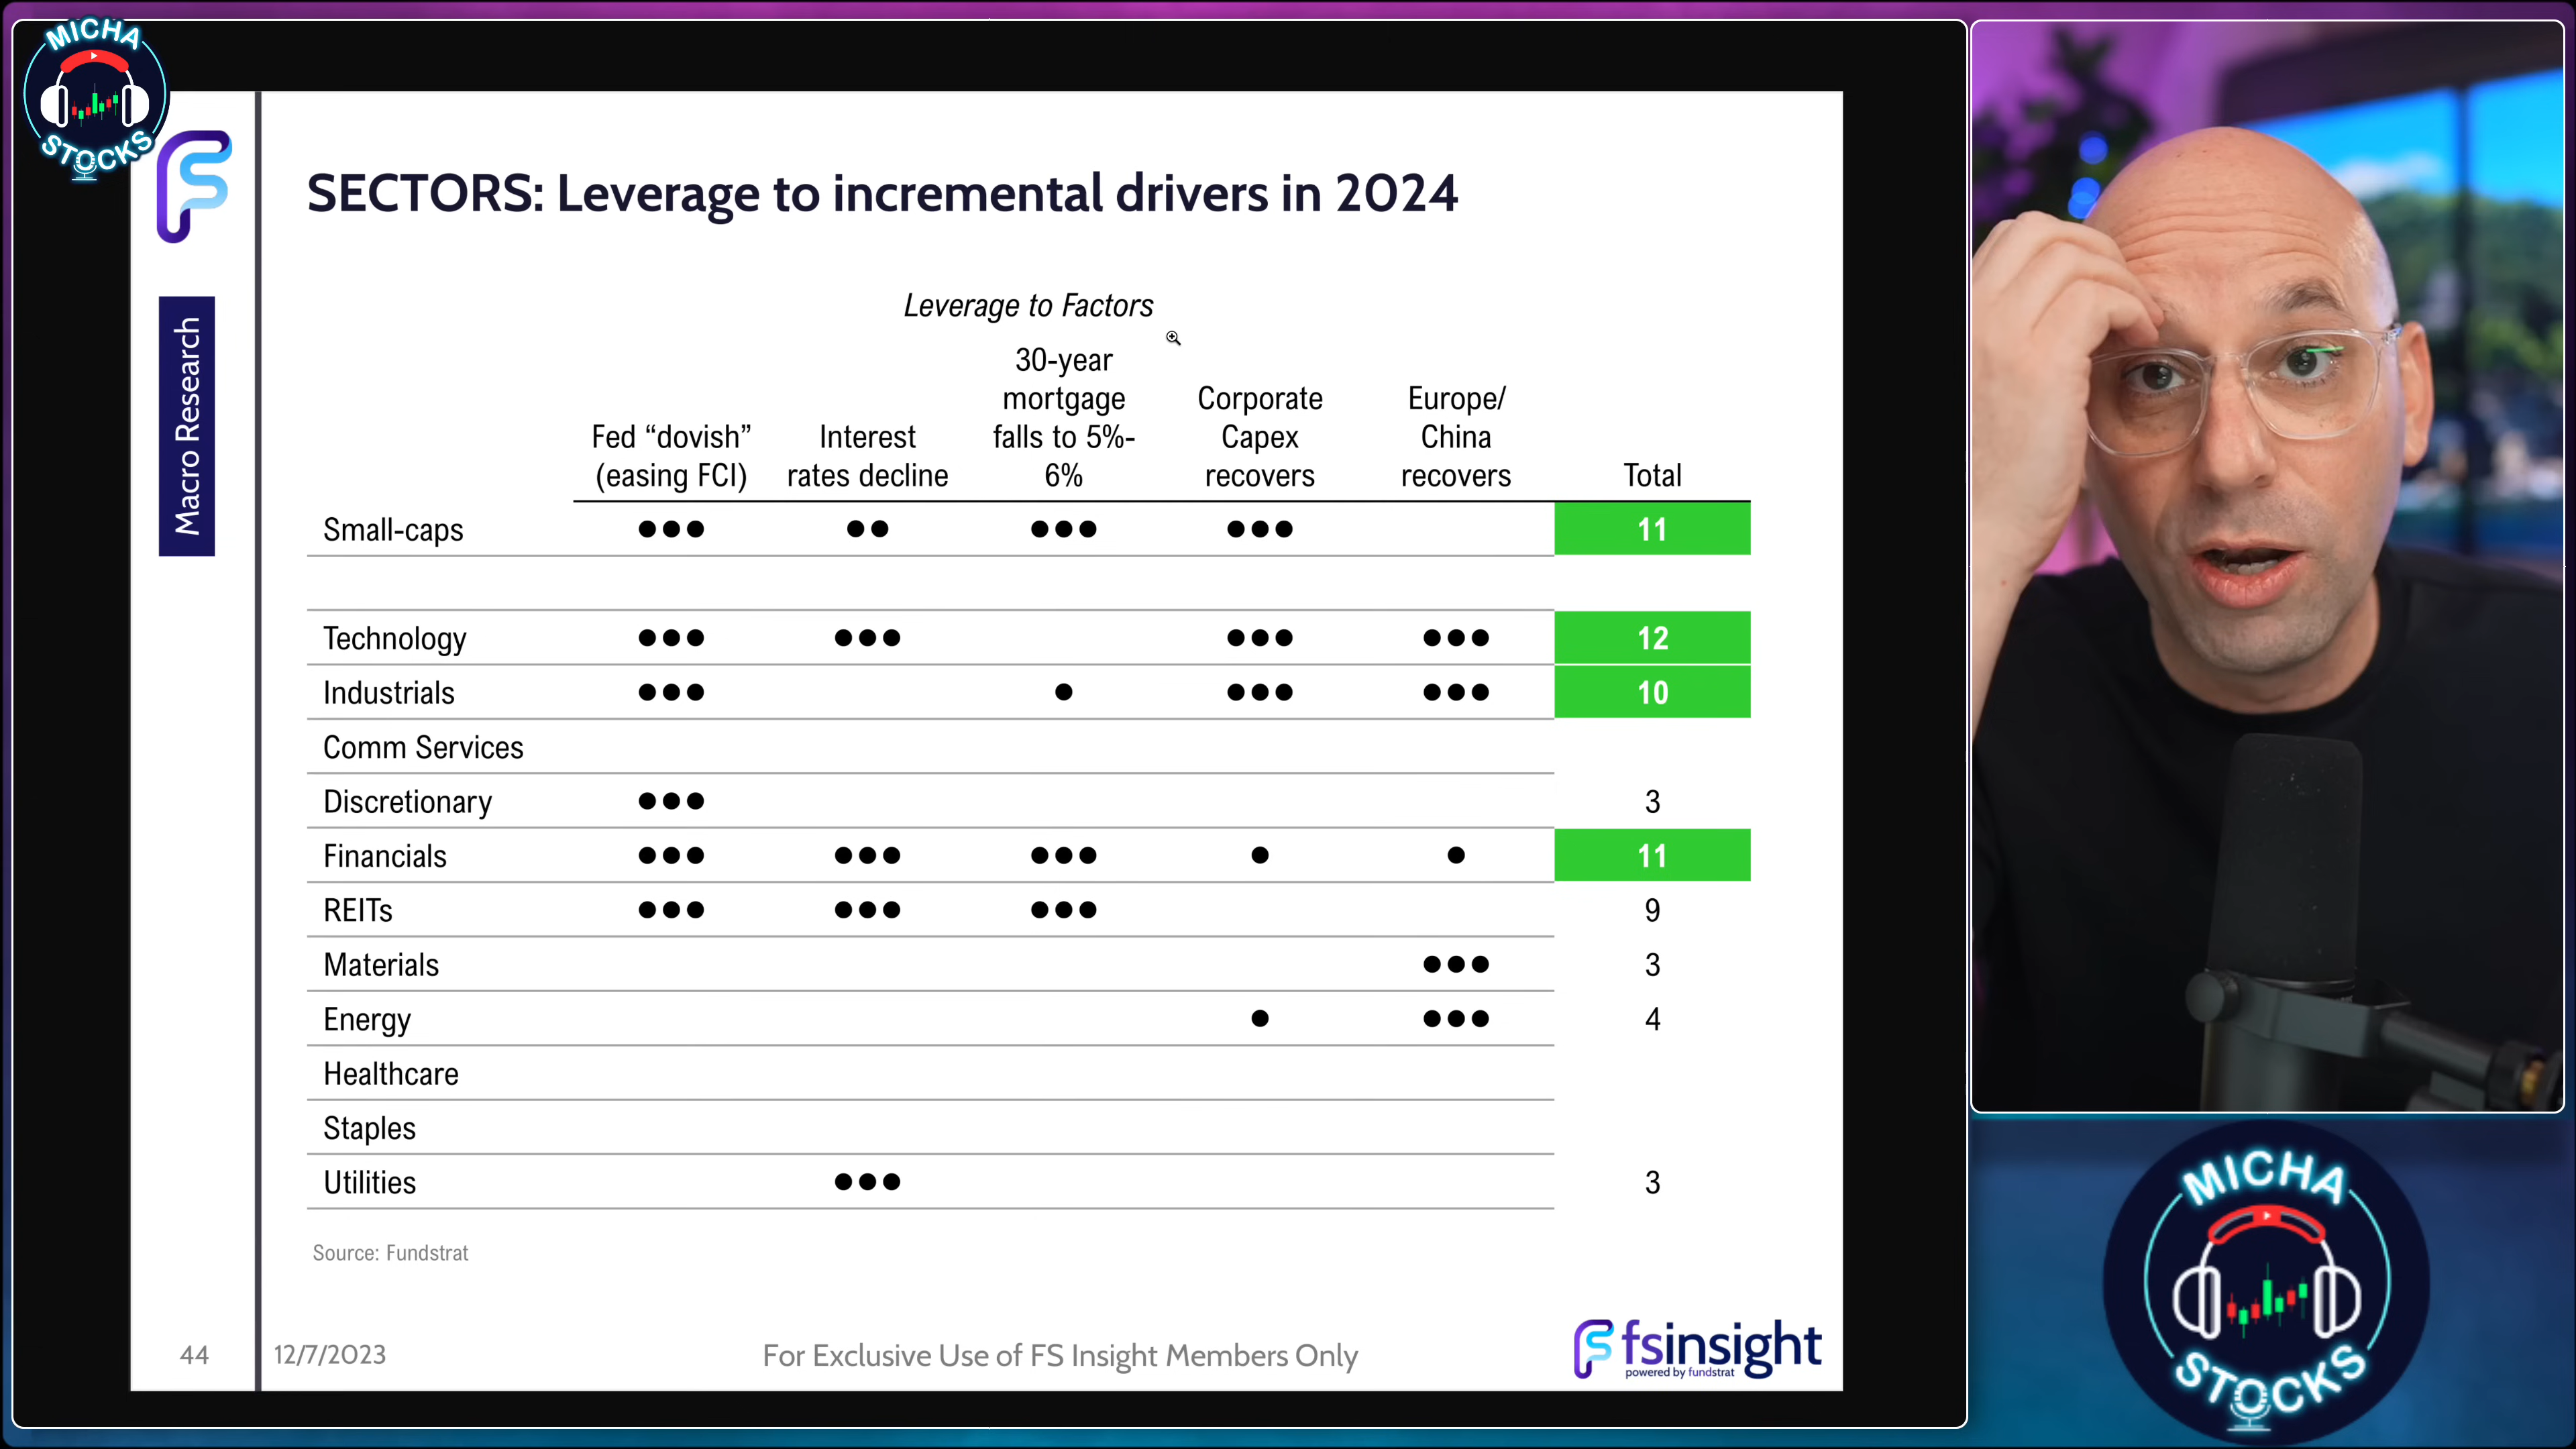 MICHA
STOCKS
Macro Research
SECTORS: Leverage to incremental drivers in 2024
Leverage to Factors
Fed “dovish” (easing FCI)
Interest rates decline
30-year mortgage falls to 5%-6%
Corporate Capex recovers
Europe/China recovers
Total
Small-caps 11
Technology 12
Industrials 10
Comm Services
Discretionary 3
Financials 11
REITs 9
Materials 3
Energy 4
Healthcare
Staples
Utilities 3
Source: Fundstrat
44 12/7/2023 For Exclusive Use of FS Insight Members Only
fsinsight
powered by fundstrat
MICHA
STOCKS